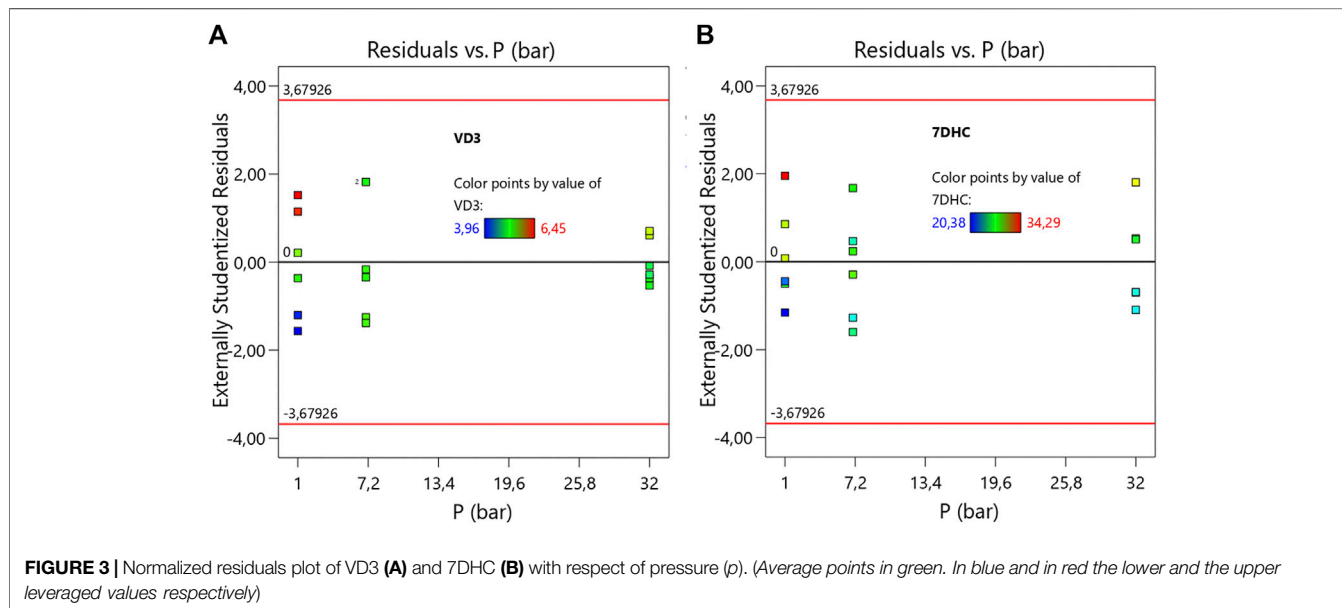 A
Residuals vs. P (bar)
Externally Studentized Residuals
4,00
2,00
0,00
-2,00
-4,00
3,67926
0
-3,67926
2
VD3
Color points by value of
VD3:
3,96 6,45
1 7,2 13,4 19,6 25,8 32
P (bar)
B
Residuals vs. P (bar)
Externally Studentized Residuals
4,00
2,00
0,00
-2,00
-4,00
3,67926
0
-3,67926
7DHC
Color points by value of
7DHC:
20,38 34,29
1 7,2 13,4 19,6 25,8 32
P (bar)
FIGURE 3 | Normalized residuals plot of VD3 (A) and 7DHC (B) with respect of pressure (p). (Average points in green. In blue and in red the lower and the upper
leveraged values respectively)